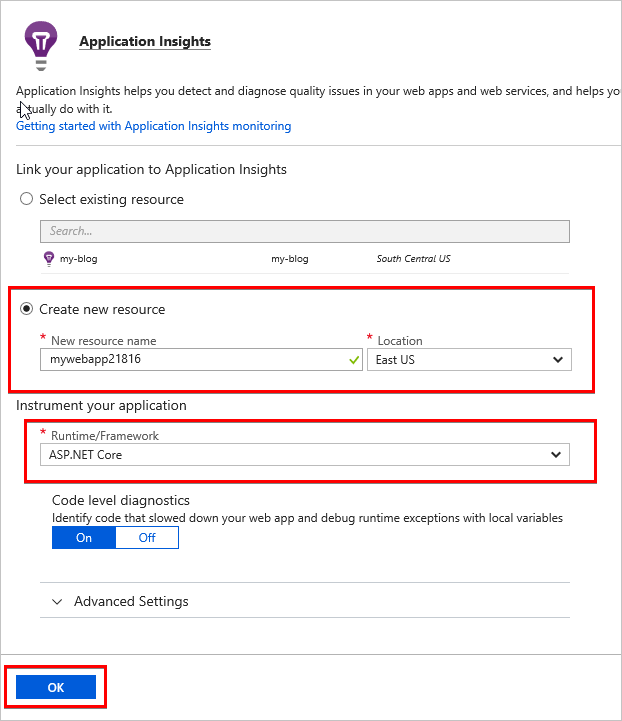 Application Insights
Application Insights helps you detect and diagnose quality issues in your web apps and web services, and helps you
actually do with it.
Getting started with Application Insights monitoring
Link your application to Application Insights
Select existing resource
Search...
my-blog my-blog South Central US
Create new resource
* New resource name * Location
mywebapp21816 East US
Instrument your application
* Runtime/Framework
ASP.NET Core
Code level diagnostics
Identify code that slowed down your web app and debug runtime exceptions with local variables
On Off
Advanced Settings
OK